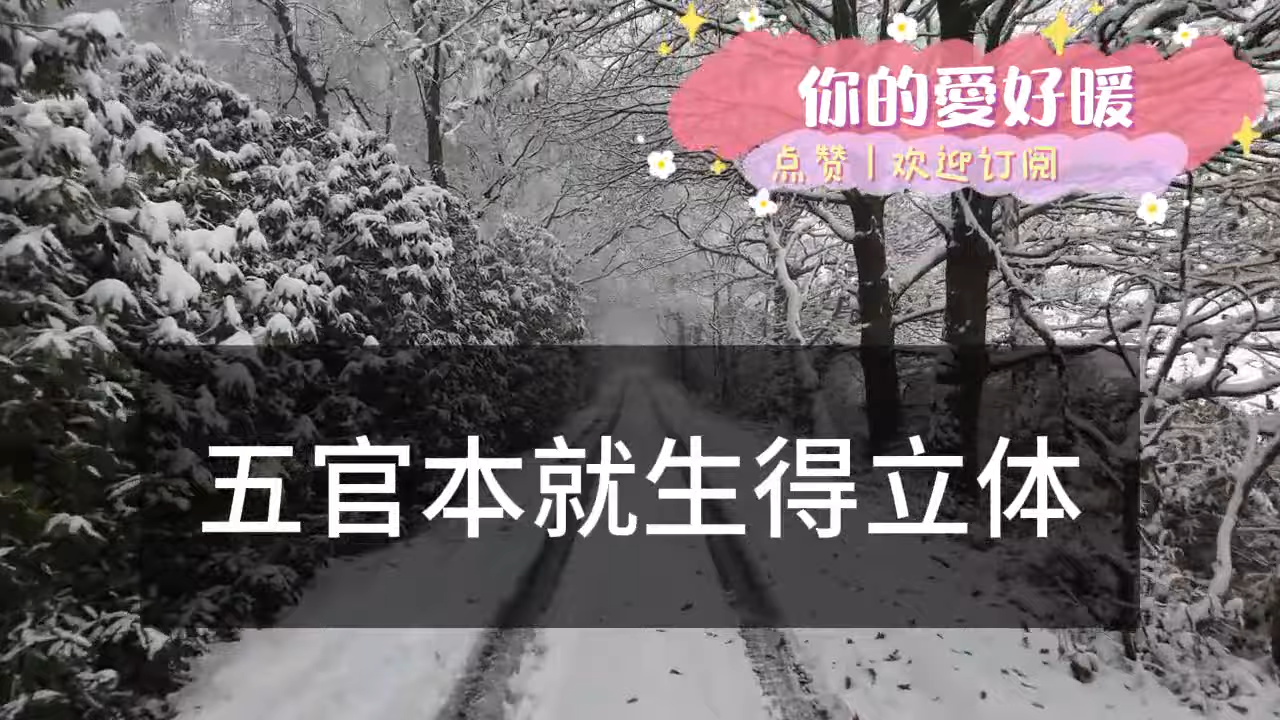 你的愛好暖
点赞 | 欢迎订阅
五官本就生得立体